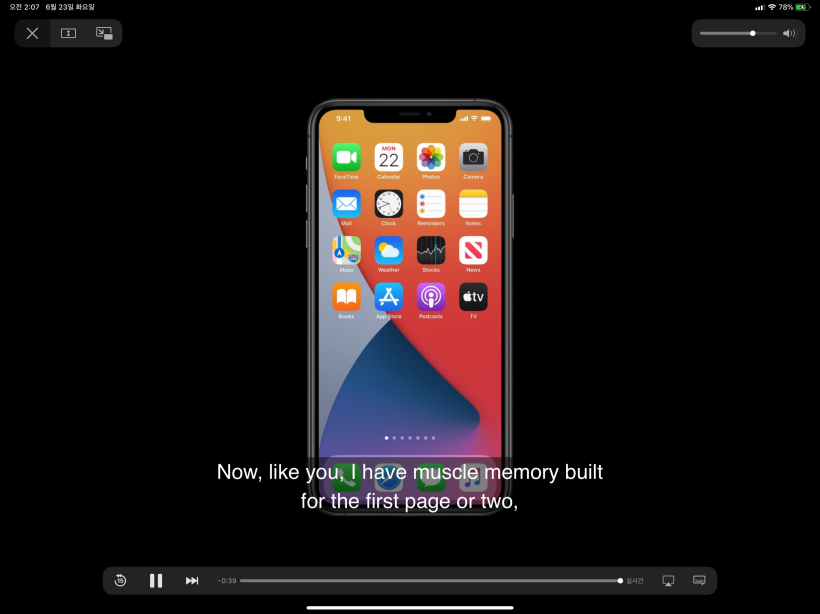 오전 2:07 6월 23일 화요일
78%
9:41
MON
22
FaceTime Calendar Photos Camera
Mail Clock Reminders Notes
Maps Weather Stocks News
tv
Books App Store Podcasts TV
Now, like you, I have muscle memory built
for the first page or two,
15
-0:39 실시간